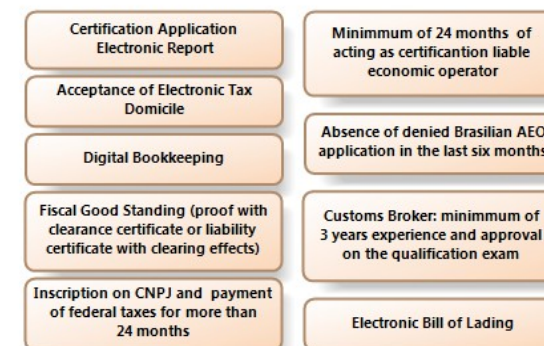 Certification Application
Electronic Report
Acceptance of Electronic Tax
Domicile
Digital Bookkeeping
Fiscal Good Standing (proof with
clearance certificate or liability
certificate with clearing effects)
Inscription on CNPJ and payment
of federal taxes for more than
24 months
Minimmum of 24 months of
acting as certificantion liable
economic operator
Absence of denied Brasilian AEO
application in the last six months
Customs Broker: minimmum of
3 years experience and approval
on the qualification exam
Electronic Bill of Lading